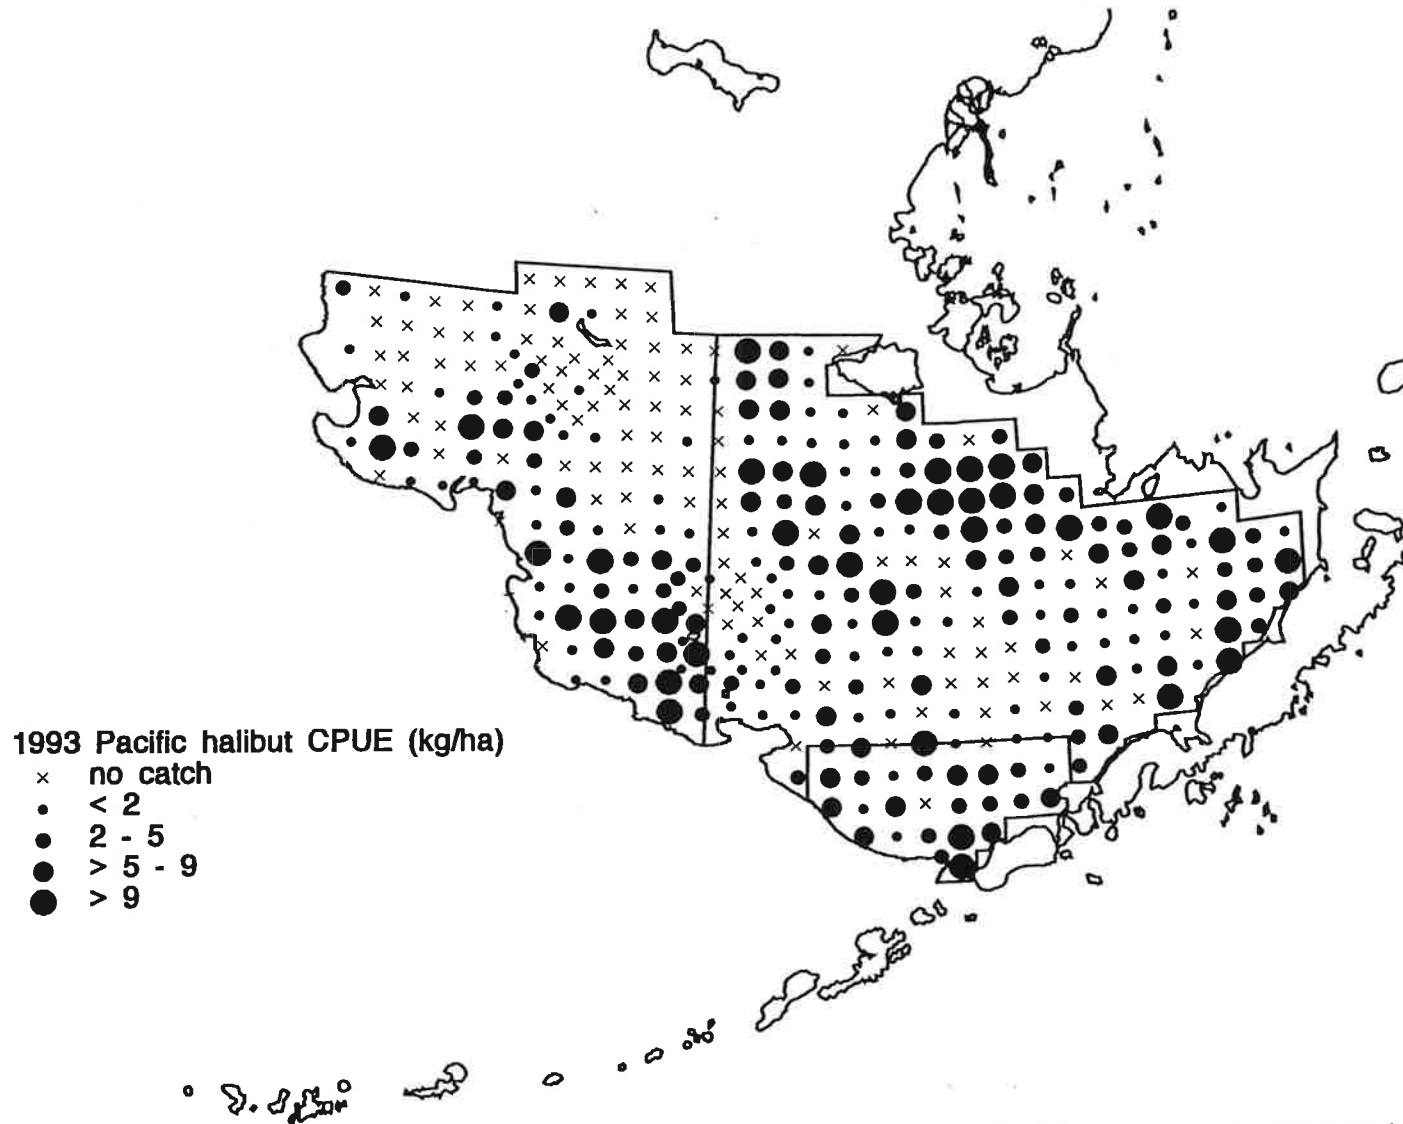 1993 Pacific halibut CPUE (kg/ha)
× no catch
< 2
2 - 5
> 5 - 9
> 9